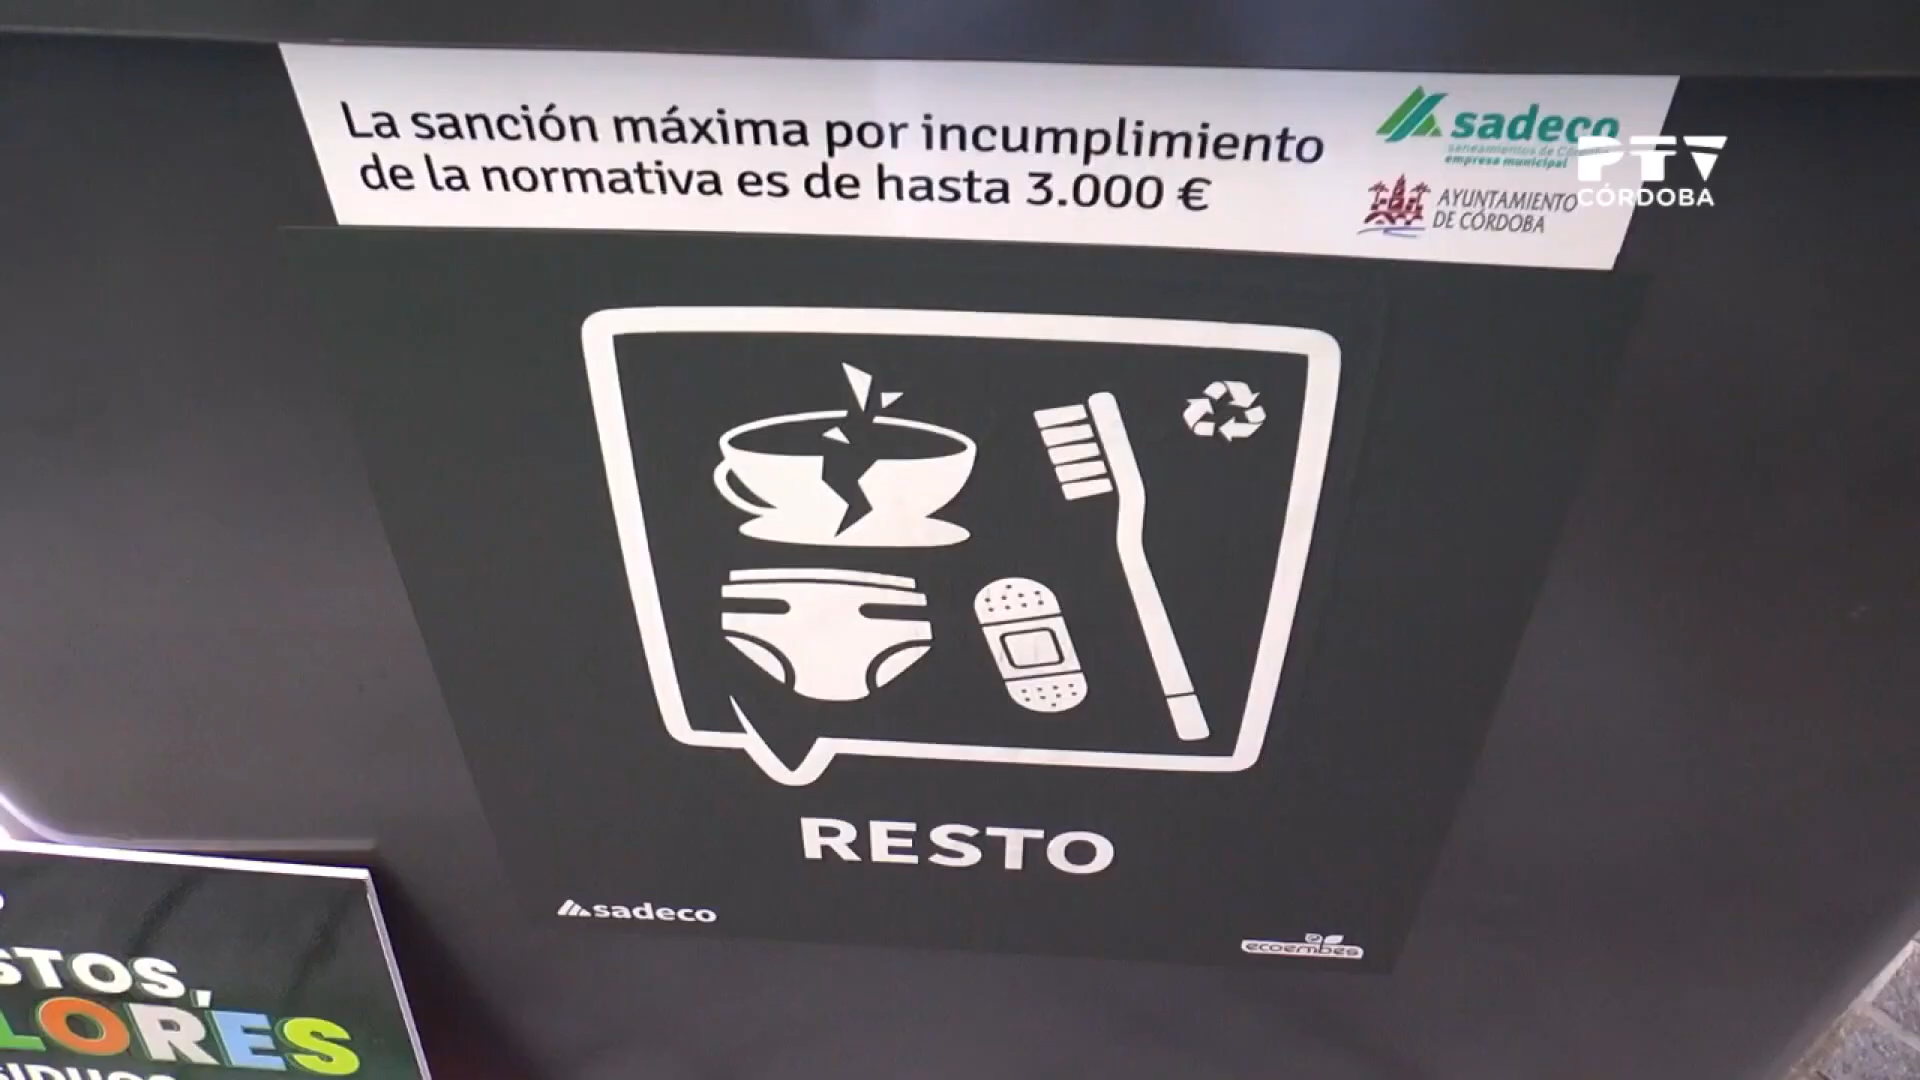 La sanción máxima por incumplimiento
de la normativa es de hasta 3.000 €
sadeco
empresa municipal
AYUNTAMIENTO
DE CÓRDOBA
PTV
CÓRDOBA
RESTO
sadeco
ecoembes
STOS,
LORES